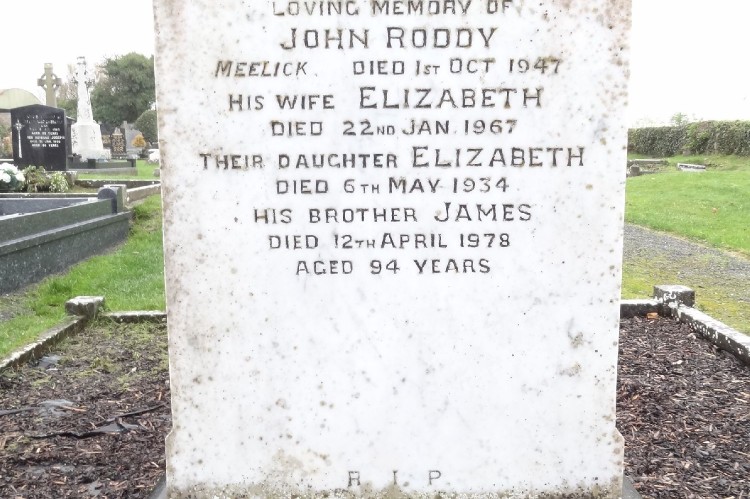 LOVING MEMORY OF
JOHN RODDY
MEELICK. DIED 1ST OCT 1947
HIS WIFE ELIZABETH
DIED 22ND JAN. 1967
THEIR DAUGHTER ELIZABETH
DIED 6TH MAY 1934
HIS BROTHER JAMES
DIED 12TH APRIL 1978
AGED 94 YEARS
R I P